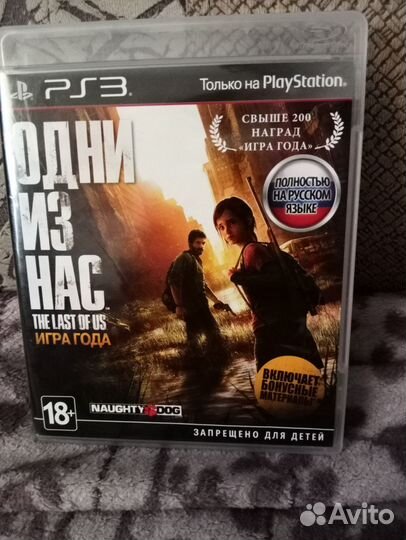 PS3
Только на PlayStation®
СВЫШЕ 200
НАГРАД
«ИГРА ГОДА»
ПОЛНОСТЬЮ
НА РУССКОМ
ЯЗЫКЕ
ОДНИ
ИЗ
НАС
THE LAST OF US
ИГРА ГОДА
ВКЛЮЧАЕТ
БОНУСНЫЕ
МАТЕРИАЛЫ
18+
NAUGHTY DOG
ЗАПРЕЩЕНО ДЛЯ ДЕТЕЙ
Avito